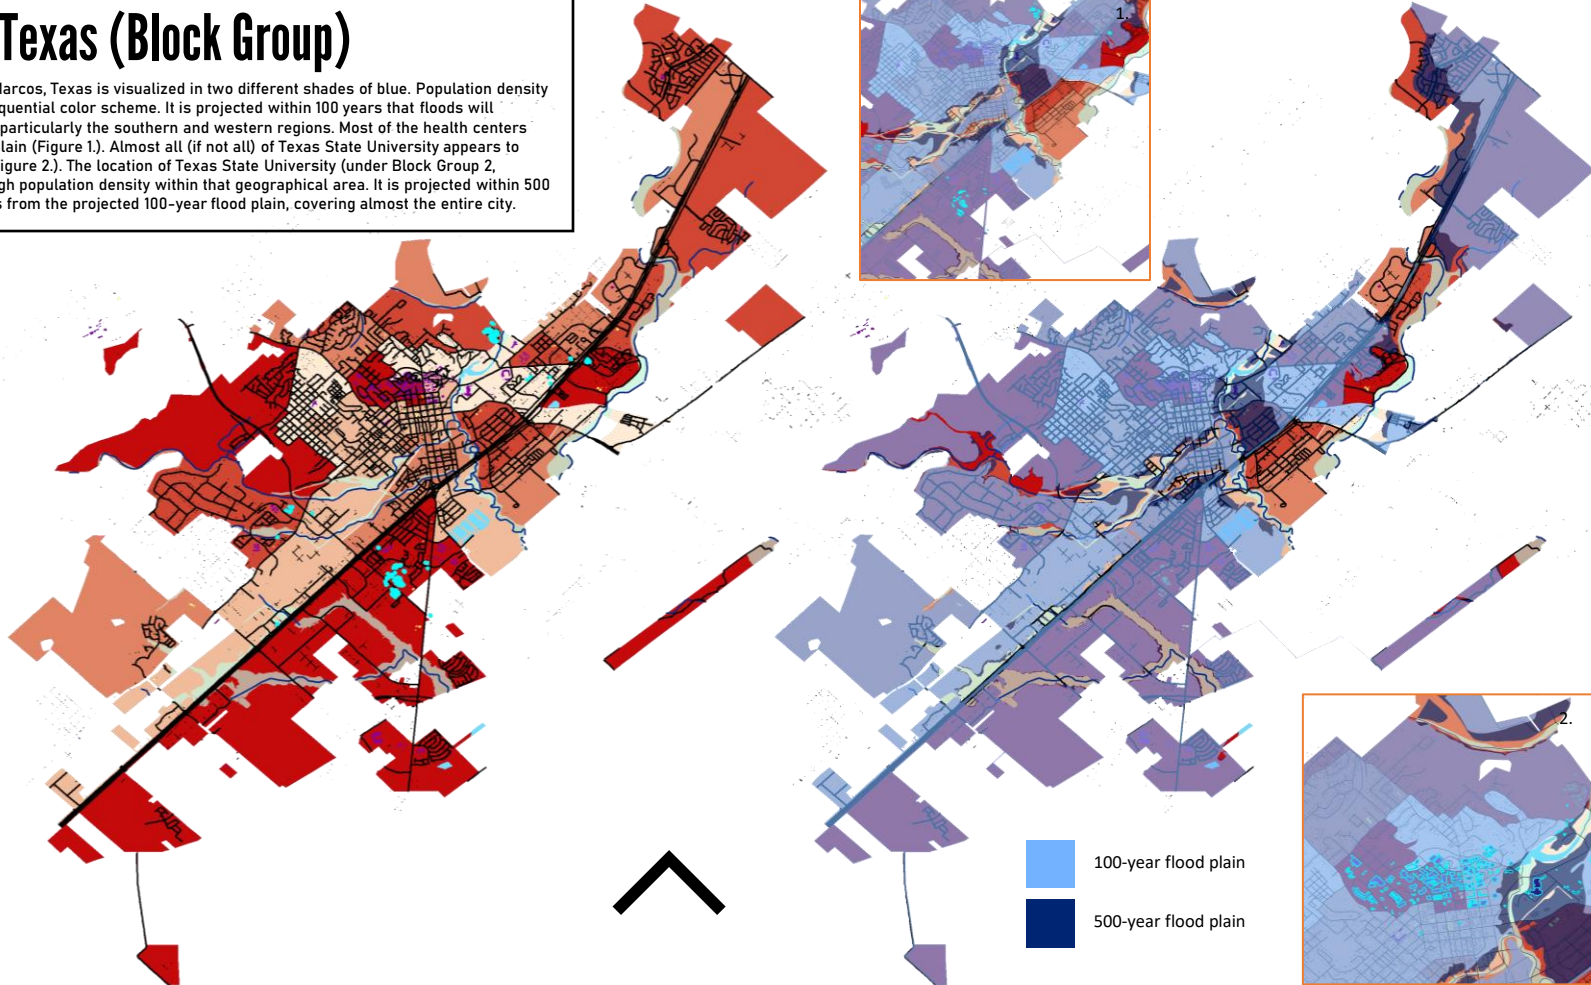 Texas (Block Group)
Marcos, Texas is visualized in two different shades of blue. Population density
quential color scheme. It is projected within 100 years that floods will
particularly the southern and western regions. Most of the health centers
lain (Figure 1.). Almost all (if not all) of Texas State University appears to
igure 2.). The location of Texas State University (under Block Group 2,
gh population density within that geographical area. It is projected within 500
s from the projected 100-year flood plain, covering almost the entire city.
1.
2.
100-year flood plain
500-year flood plain